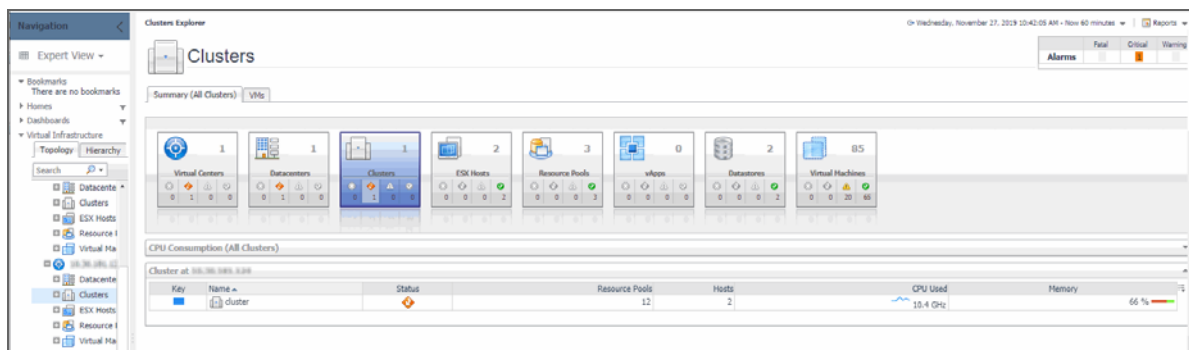 Navigation
Expert View
Bookmarks
There are no bookmarks
Homes
Dashboards
Virtual Infrastructure
Topology Hierarchy
Search
Datacente
Clusters
ESX Hosts
Resource I
Virtual Ma
Datacente
Clusters
ESX Hosts
Resource I
Virtual Ma
Clusters Explorer
Wednesday, November 27, 2019 10:42:05 AM - Now 60 minutes | Reports
Clusters
Fatal Critical Warning
Alarms 1
Summary (All Clusters) VMs
1 1 1 2 3 0 2 85
Virtual Centers Datacenters Clusters ESX Hosts Resource Pools vApps Datastores Virtual Machines
0 1 0 0 0 1 0 0 0 1 0 0 0 0 0 2 0 0 0 3 0 0 0 0 0 0 0 2 0 0 20 65
CPU Consumption (All Clusters)
Cluster at
Key Name Status Resource Pools Hosts CPU Used Memory
cluster 12 2 10.4 GHz 66 %